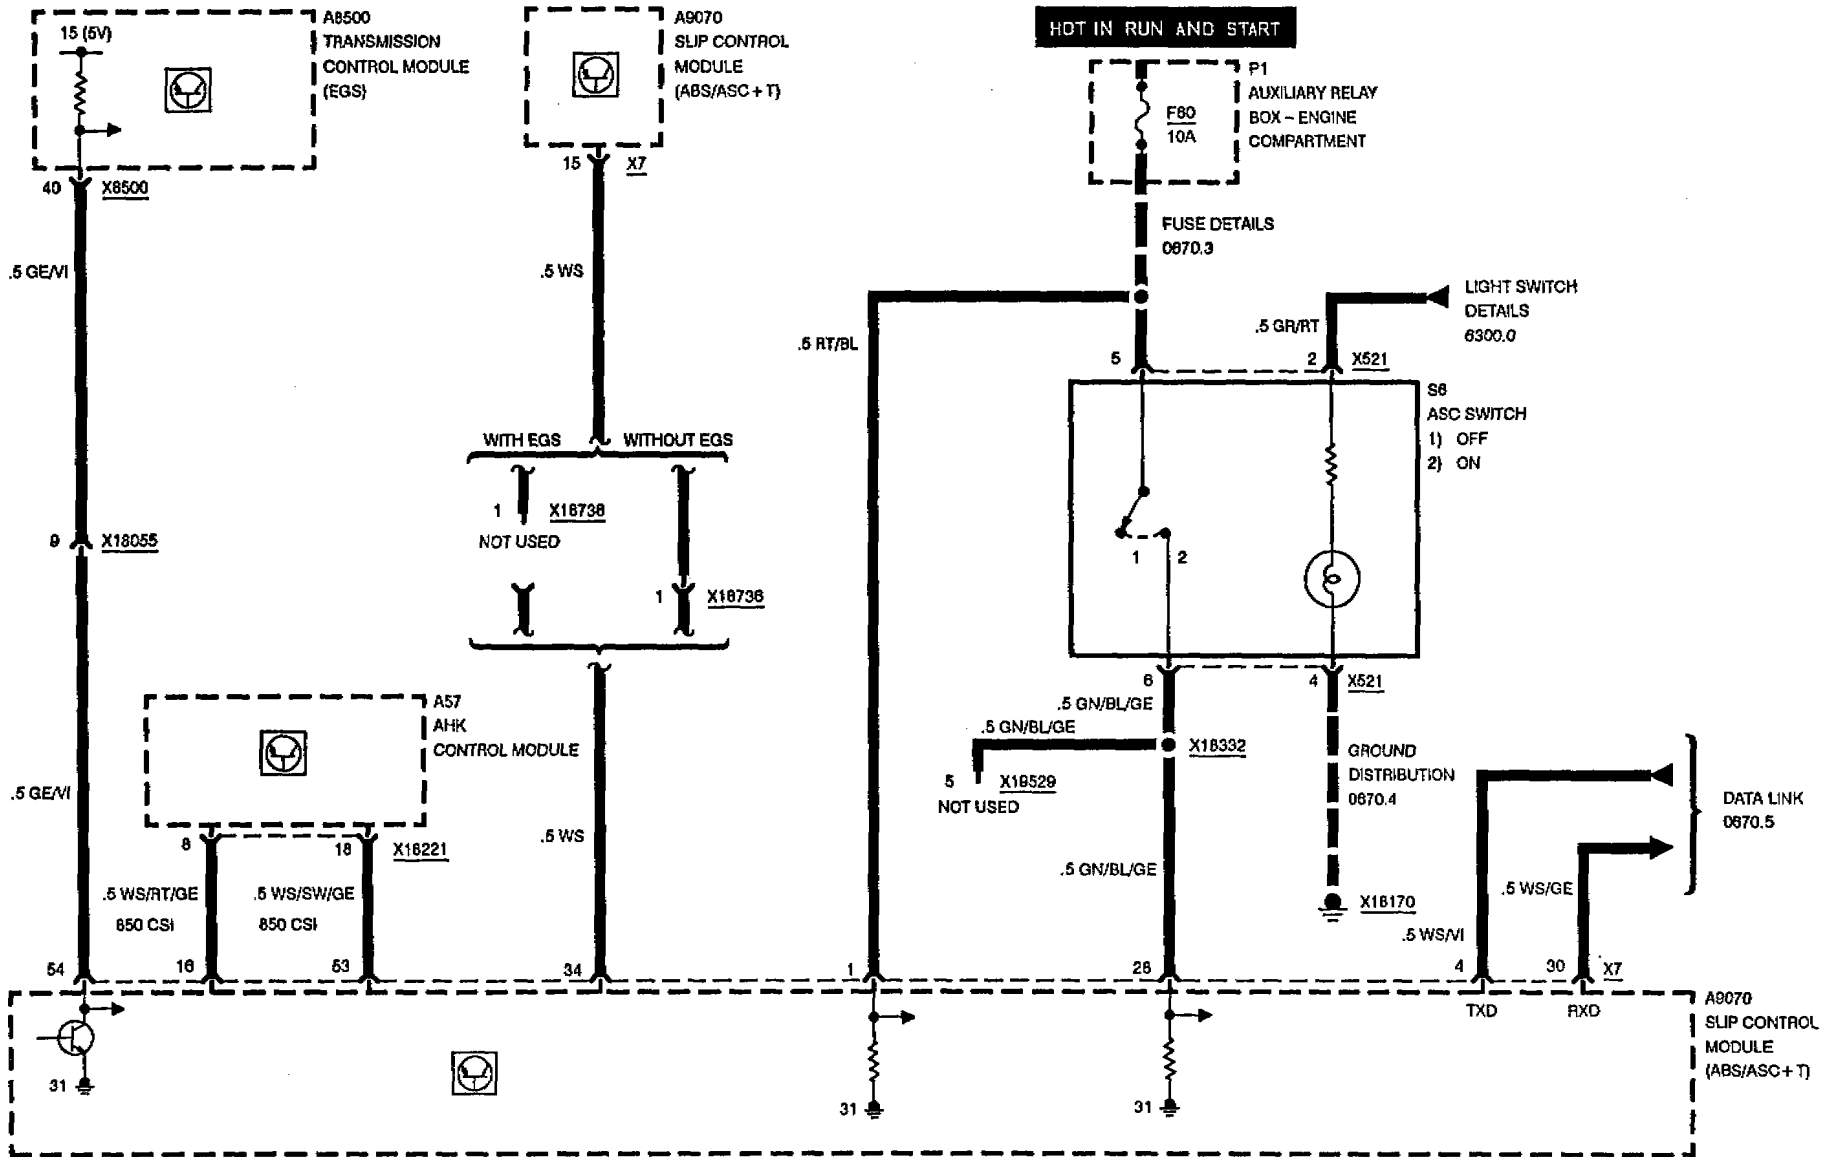 A8500
TRANSMISSION
CONTROL MODULE
(EGS)
15 (5V)
40 X8500
.5 GE/VI
9 X18055
.5 GE/VI
A9070
SLIP CONTROL
MODULE
(ABS/ASC + T)
15 X7
.5 WS
WITH EGS WITHOUT EGS
1 X18738
NOT USED
1 X18736
.5 WS
A57
AHK
CONTROL MODULE
8 18 X18221
.5 WS/RT/GE .5 WS/SW/GE
850 CSI 850 CSI
HOT IN RUN AND START
P1
AUXILIARY RELAY
BOX – ENGINE
COMPARTMENT
F60
10A
FUSE DETAILS
0670.3
LIGHT SWITCH
DETAILS
6300.0
.5 GR/RT
.5 RT/BL
5 2 X521
S6
ASC SWITCH
1) OFF
2) ON
1 2
6 4 X521
.5 GN/BL/GE
.5 GN/BL/GE
X18332
5 X18529
NOT USED
GROUND
DISTRIBUTION
0670.4
.5 GN/BL/GE
X18170
DATA LINK
0670.5
.5 WS/GE
.5 WS/VI
54 16 53 34 1 28 4 30 X7
TXD RXD
A9070
SLIP CONTROL
MODULE
(ABS/ASC + T)
31 31 31